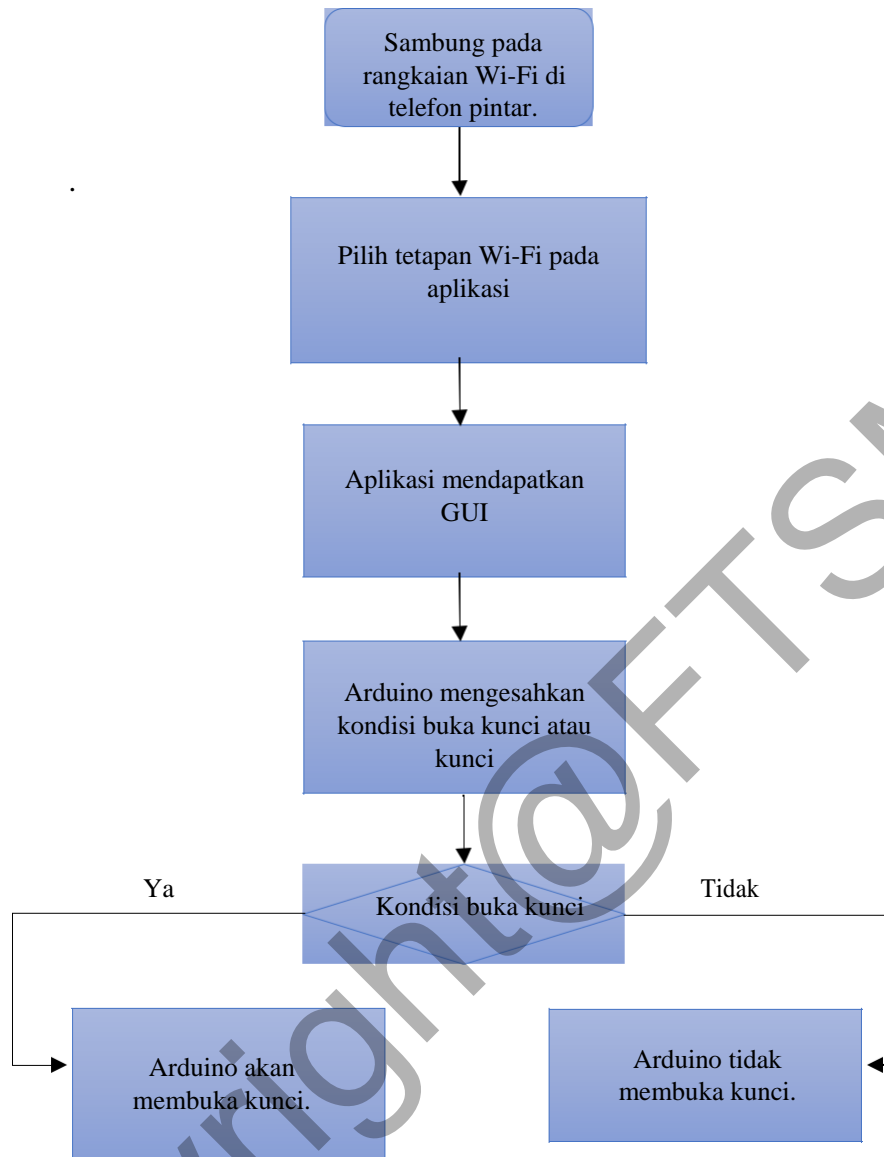 Sambung pada
rangkaian Wi-Fi di
telefon pintar.
.
Pilih tetapan Wi-Fi pada
aplikasi
Aplikasi mendapatkan
GUI
Arduino mengesahkan
kondisi buka kunci atau
kunci
Ya
Kondisi buka kunci
Tidak
Arduino akan
membuka kunci.
Arduino tidak
membuka kunci.